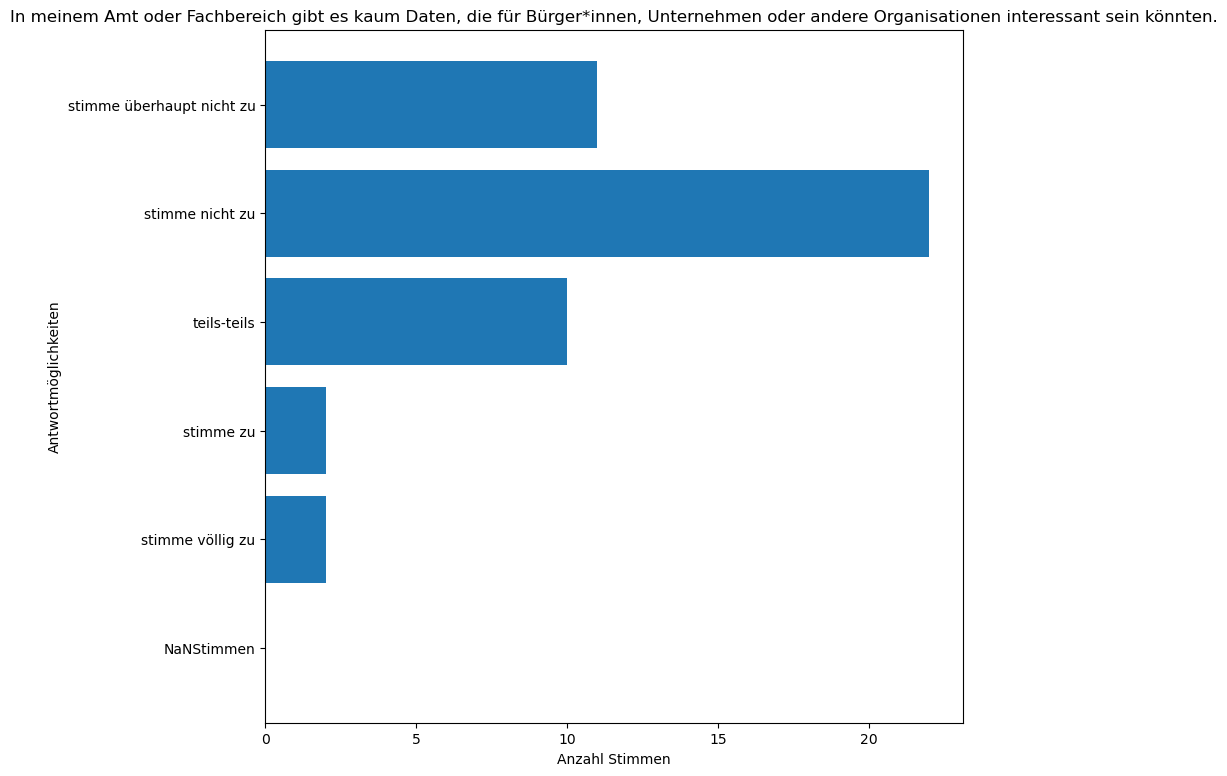 In meinem Amt oder Fachbereich gibt es kaum Daten, die für Bürger*innen, Unternehmen oder andere Organisationen interessant sein könnten.
stimme überhaupt nicht zu
stimme nicht zu
teils-teils
stimme zu
stimme völlig zu
NaNStimmen
Antwortmöglichkeiten
0 5 10 15 20
Anzahl Stimmen